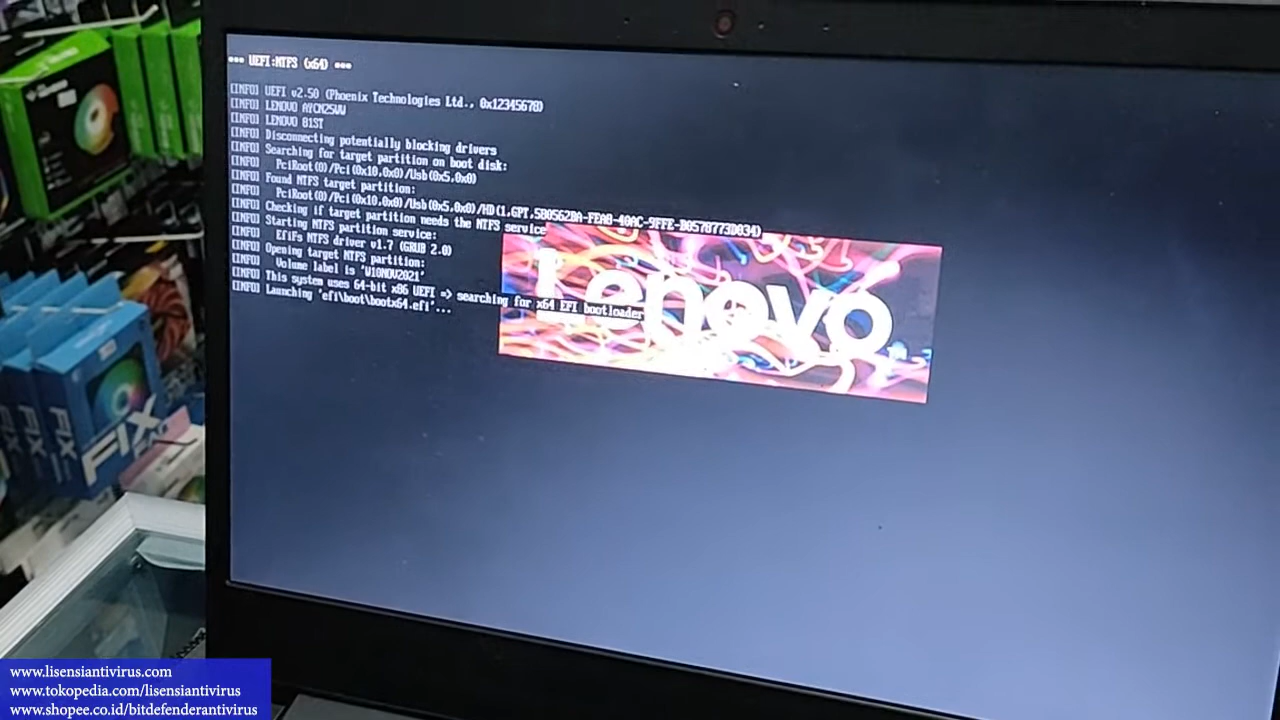 *** UEFI:NTFS (x64) ***
[INFO] UEFI v2.50 (Phoenix Technologies Ltd., 0x12345678)
[INFO] LENOVO AYCN25WW
[INFO] LENOVO 81ST
[INFO] Disconnecting potentially blocking drivers
[INFO] Searching for target partition on boot disk:
[INFO] PciRoot(0)/Pci(0x10,0x0)/Usb(0x5,0x0)
[INFO] Found NTFS target partition:
[INFO] PciRoot(0)/Pci(0x10,0x0)/Usb(0x5,0x0)/HD(1,GPT,5B0562BA-FEA8-40AC-9FFE-D0578773D034)
[INFO] Checking if target partition needs the NTFS service
[INFO] Starting NTFS partition service:
[INFO] EfiFs NTFS driver v1.7 (GRUB 2.0)
[INFO] Opening target NTFS partition:
[INFO] Volume label is 'W10NOV2021'
[INFO] This system uses 64-bit x86 UEFI => searching for x64 EFI bootloader
[INFO] Launching 'efi\boot\bootx64.efi'...
Lenovo
FIX
FIX
FIX
www.lisensiantivirus.com
www.tokopedia.com/lisensiantivirus
www.shopee.co.id/bitdefenderantivirus